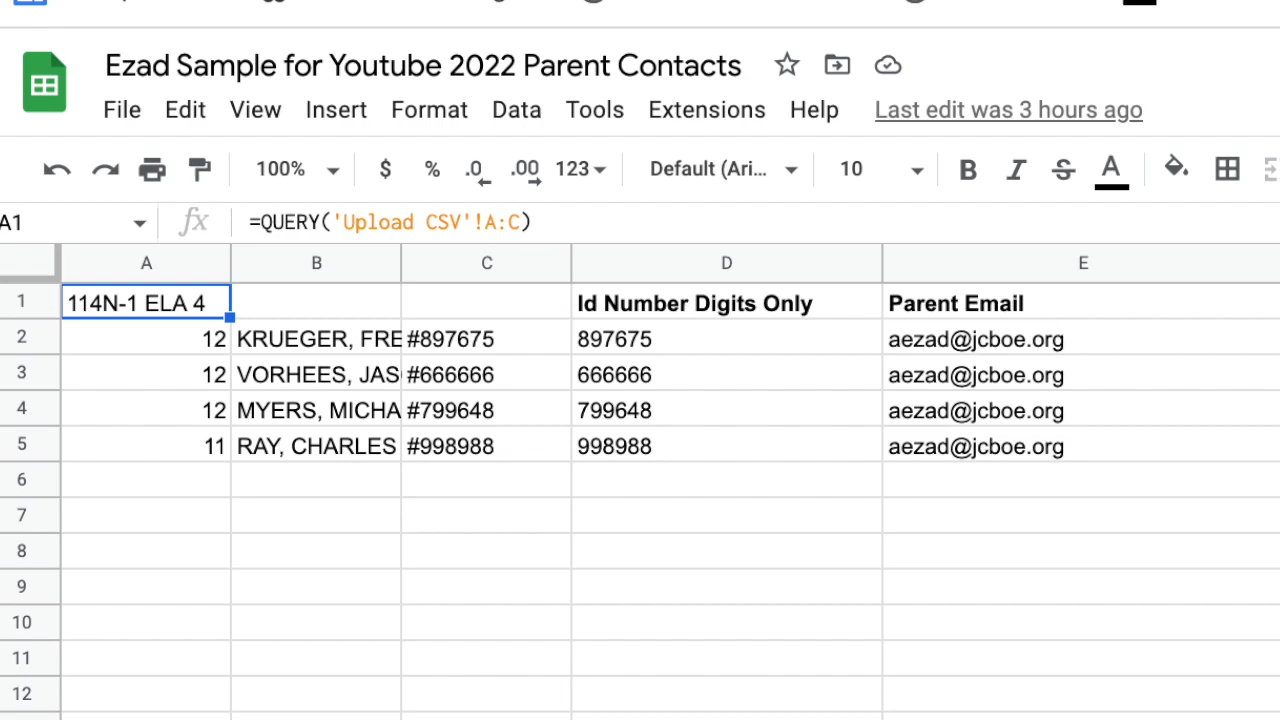 Ezad Sample for Youtube 2022 Parent Contacts
File Edit View Insert Format Data Tools Extensions Help Last edit was 3 hours ago
100% $ % .0 .00 123 Default (Ari... 10 B I S A
A1 fx =QUERY('Upload CSV'!A:C)
A B C D E
1 114N-1 ELA 4 Id Number Digits Only Parent Email
2 12 KRUEGER, FRE #897675 897675 aezad@jcboe.org
3 12 VORHEES, JAS #666666 666666 aezad@jcboe.org
4 12 MYERS, MICHA #799648 799648 aezad@jcboe.org
5 11 RAY, CHARLES #998988 998988 aezad@jcboe.org
6
7
8
9
10
11
12